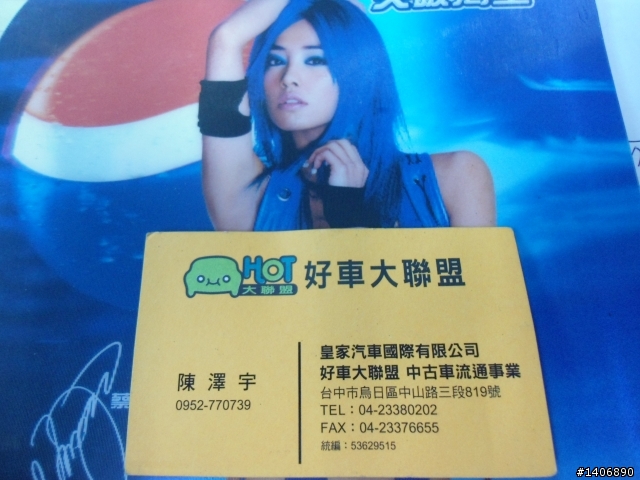 HOT
大聯盟
好車大聯盟
陳澤宇
0952-770739
皇家汽車國際有限公司
好車大聯盟 中古車流通事業
台中市烏日區中山路三段819號
TEL：04-23380202
FAX：04-23376655
統編：53629515
蔡
#1406890